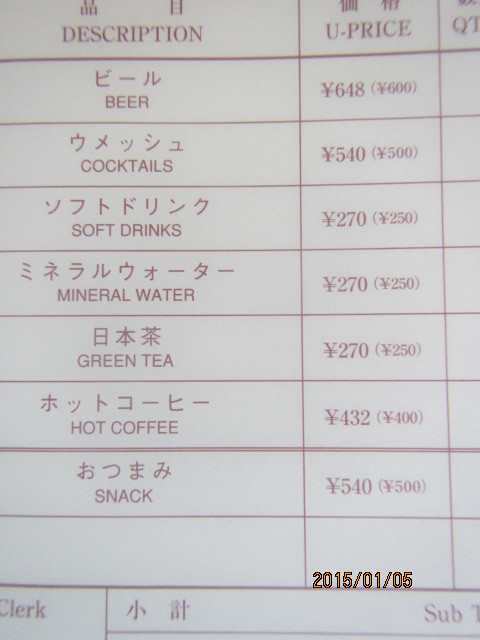 品 目 価 格
DESCRIPTION U-PRICE QT
ビール
BEER ¥648 (¥600)
ウメッシュ
COCKTAILS ¥540 (¥500)
ソフトドリンク
SOFT DRINKS ¥270 (¥250)
ミネラルウォーター
MINERAL WATER ¥270 (¥250)
日本茶
GREEN TEA ¥270 (¥250)
ホットコーヒー
HOT COFFEE ¥432 (¥400)
おつまみ
SNACK ¥540 (¥500)
2015/01/05
Clerk 小 計 Sub T